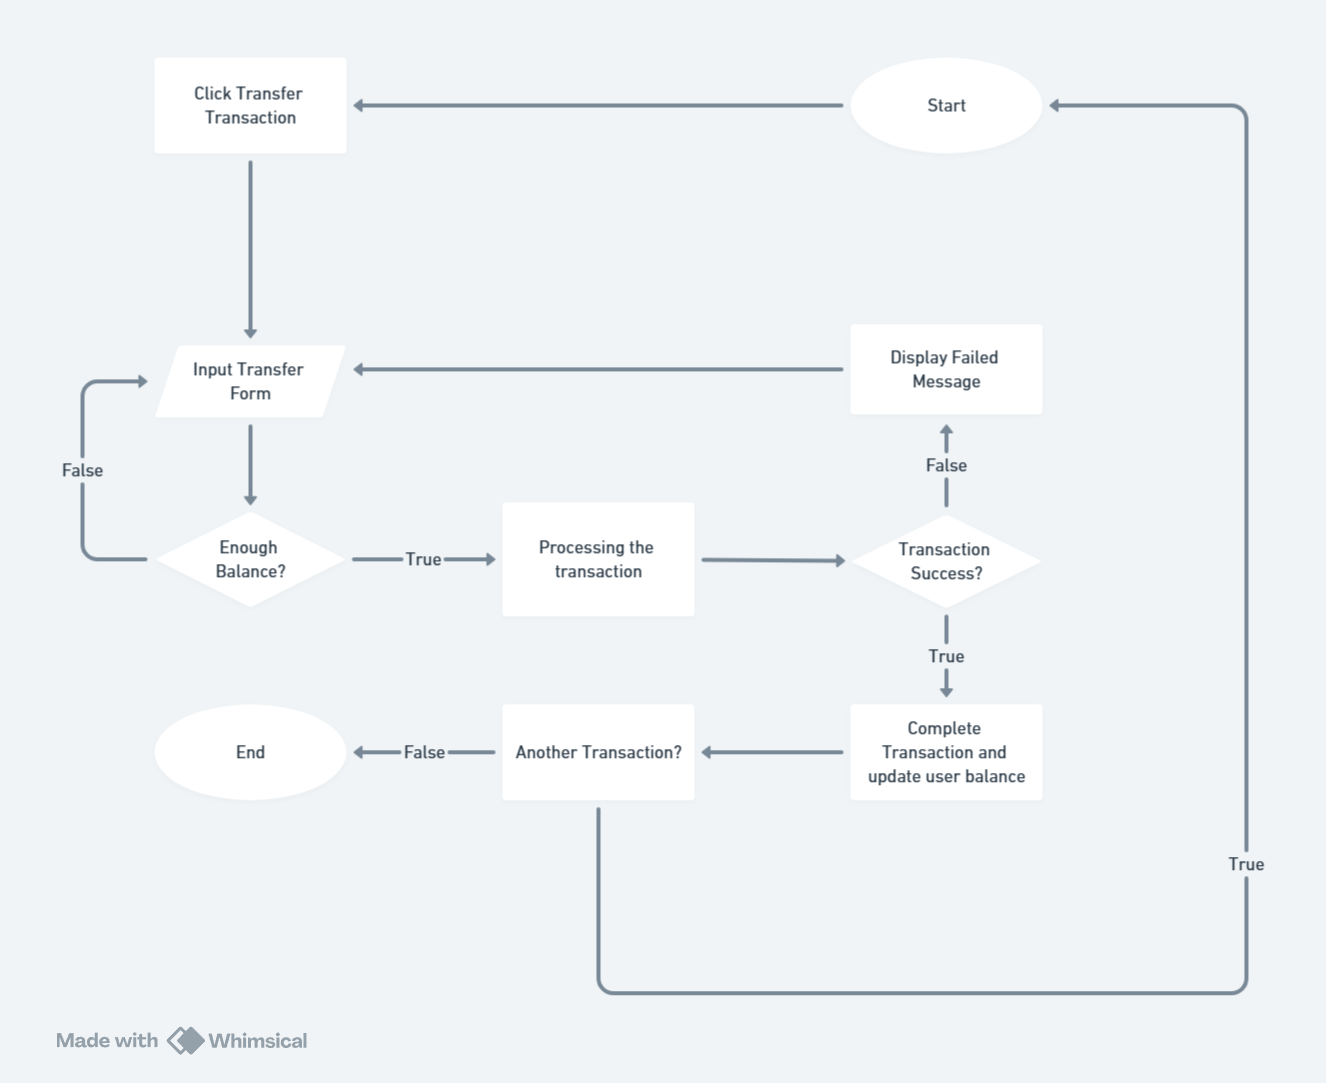 Click Transfer
Transaction
Start
Input Transfer
Form
Display Failed
Message
False
False
Enough
Balance?
True
Processing the
transaction
Transaction
Success?
True
End
False
Another Transaction?
Complete
Transaction and
update user balance
True
Made with Whimsical